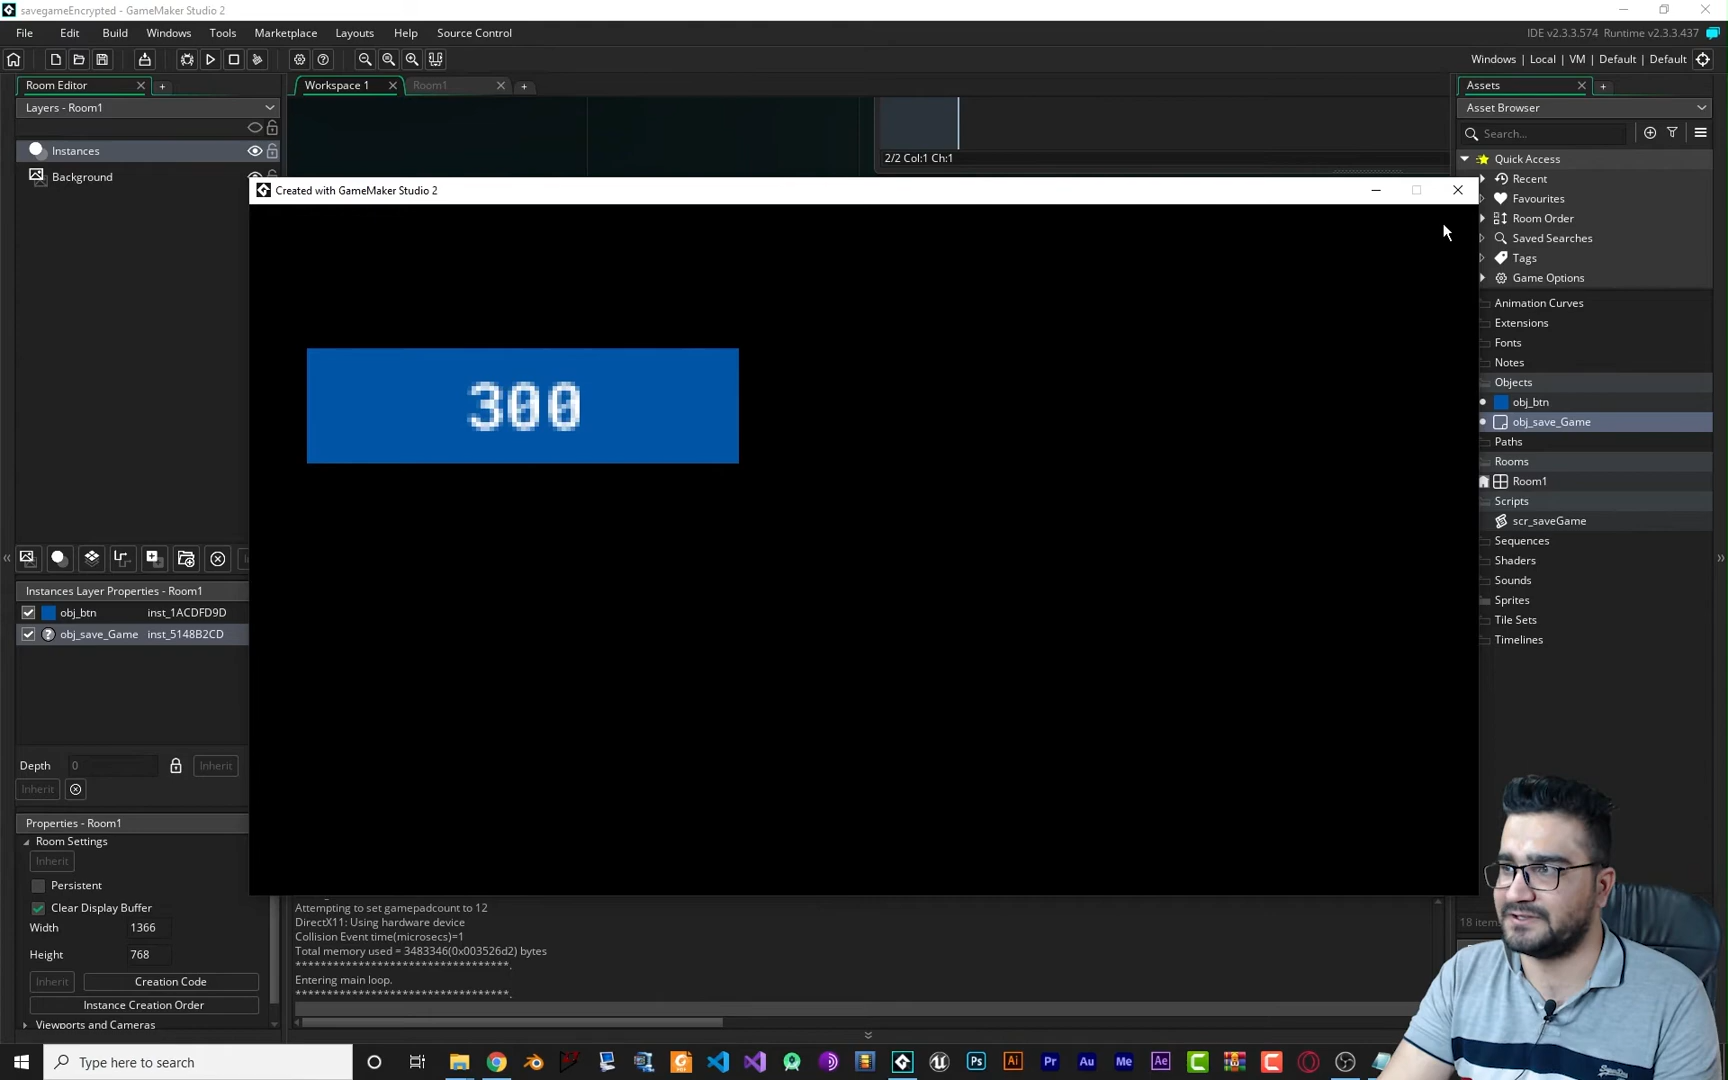 savegameEncrypted - GameMaker Studio 2
File Edit Build Windows Tools Marketplace Layouts Help Source Control
IDE v2.3.3.574 Runtime v2.3.3.437
Windows | Local | VM | Default | Default
Room Editor
Layers - Room1
Instances
Background
Workspace 1
Room1
2/2 Col:1 Ch:1
Created with GameMaker Studio 2
300
Assets
Asset Browser
Search...
Quick Access
Recent
Favourites
Room Order
Saved Searches
Tags
Game Options
Animation Curves
Extensions
Fonts
Notes
Objects
obj_btn
obj_save_Game
Paths
Rooms
Room1
Scripts
scr_saveGame
Sequences
Shaders
Sounds
Sprites
Tile Sets
Timelines
Instances Layer Properties - Room1
obj_btn inst_1ACDFD9D
obj_save_Game inst_5148B2CD
Depth 0 Inherit
Inherit
Properties - Room1
Room Settings
Inherit
Persistent
Clear Display Buffer
Width 1366
Height 768
Inherit Creation Code
Instance Creation Order
Viewports and Cameras
Attempting to set gamepadcount to 12
DirectX11: Using hardware device
Collision Event time(microsecs)=1
Total memory used = 3483346(0x003526d2) bytes
**********************************.
Entering main loop.
**********************************.
Type here to search